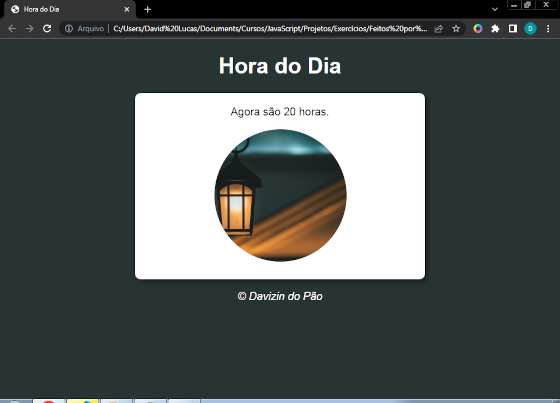 Hora do Dia
Arquivo | C:/Users/David%20Lucas/Documents/Cursos/JavaScript/Projetos/Exercícios/Feitos%20por%...
D
Hora do Dia
Agora são 20 horas.
© Davizin do Pão